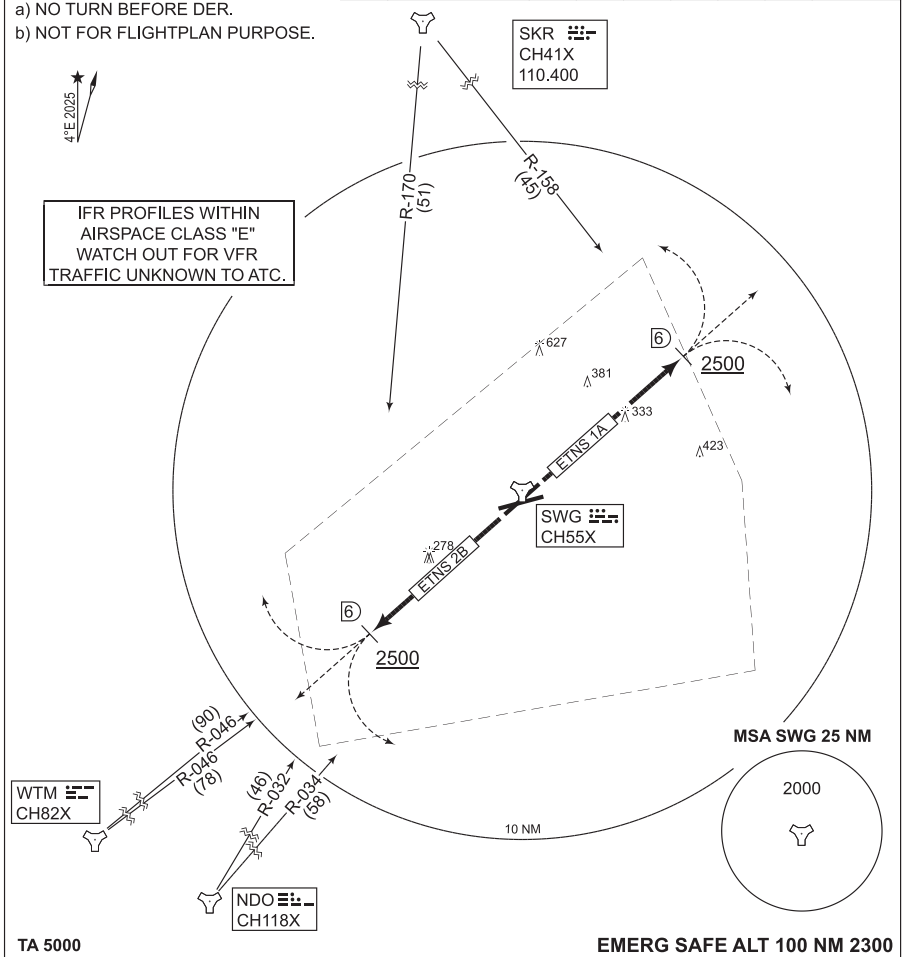 a) NO TURN BEFORE DER.
b) NOT FOR FLIGHTPLAN PURPOSE.
SKR
CH41X
110.400
4°E 2025
R-170
(51)
R-158
(45)
IFR PROFILES WITHIN
AIRSPACE CLASS "E"
WATCH OUT FOR VFR
TRAFFIC UNKNOWN TO ATC.
627
6
2500
381
333
ETNS 1A
423
SWG
CH55X
278
ETNS 2B
6
2500
(90)
R-046
R-046
(78)
MSA SWG 25 NM
2000
WTM
CH82X
(46)
R-032
R-034
(58)
10 NM
NDO
CH118X
TA 5000
EMERG SAFE ALT 100 NM 2300